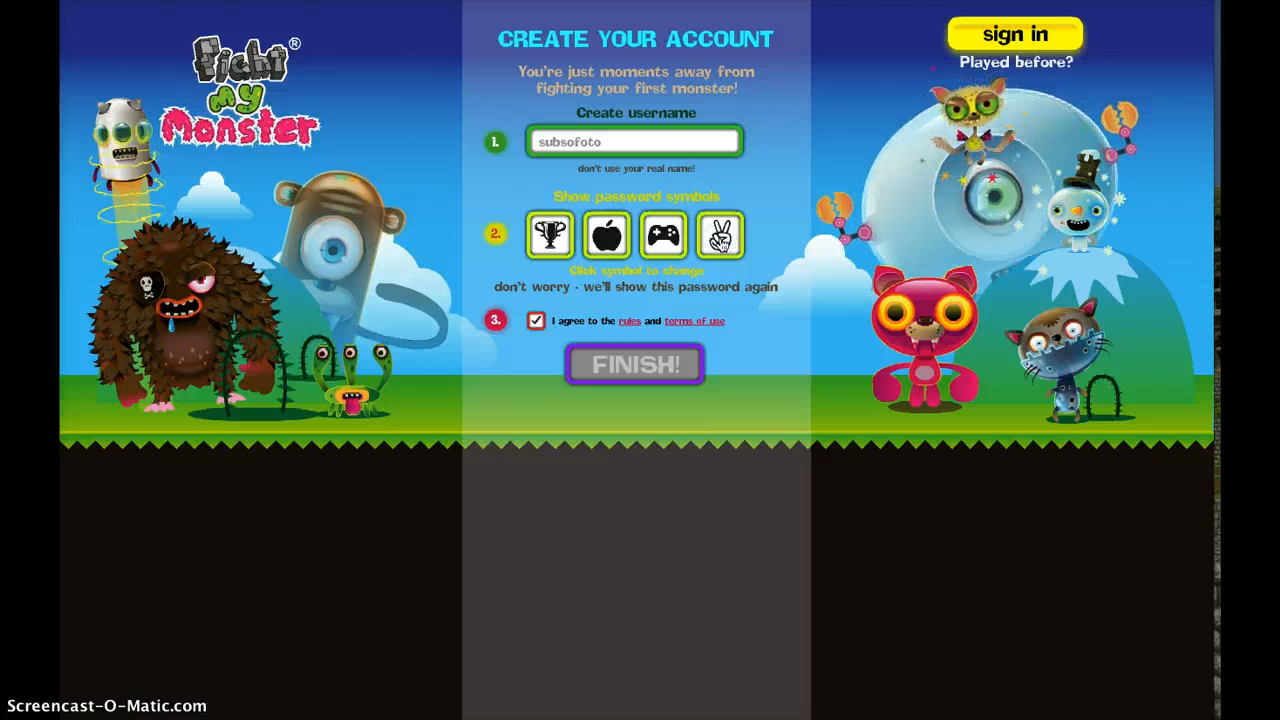 Fight ®
my
Monster
CREATE YOUR ACCOUNT
You're just moments away from
fighting your first monster!
Create username
1.
subsofoto
don't use your real name!
Show password symbols
2.
Click symbol to change
don't worry - we'll show this password again
3.
I agree to the rules and terms of use
FINISH!
sign in
Played before?
Screencast-O-Matic.com